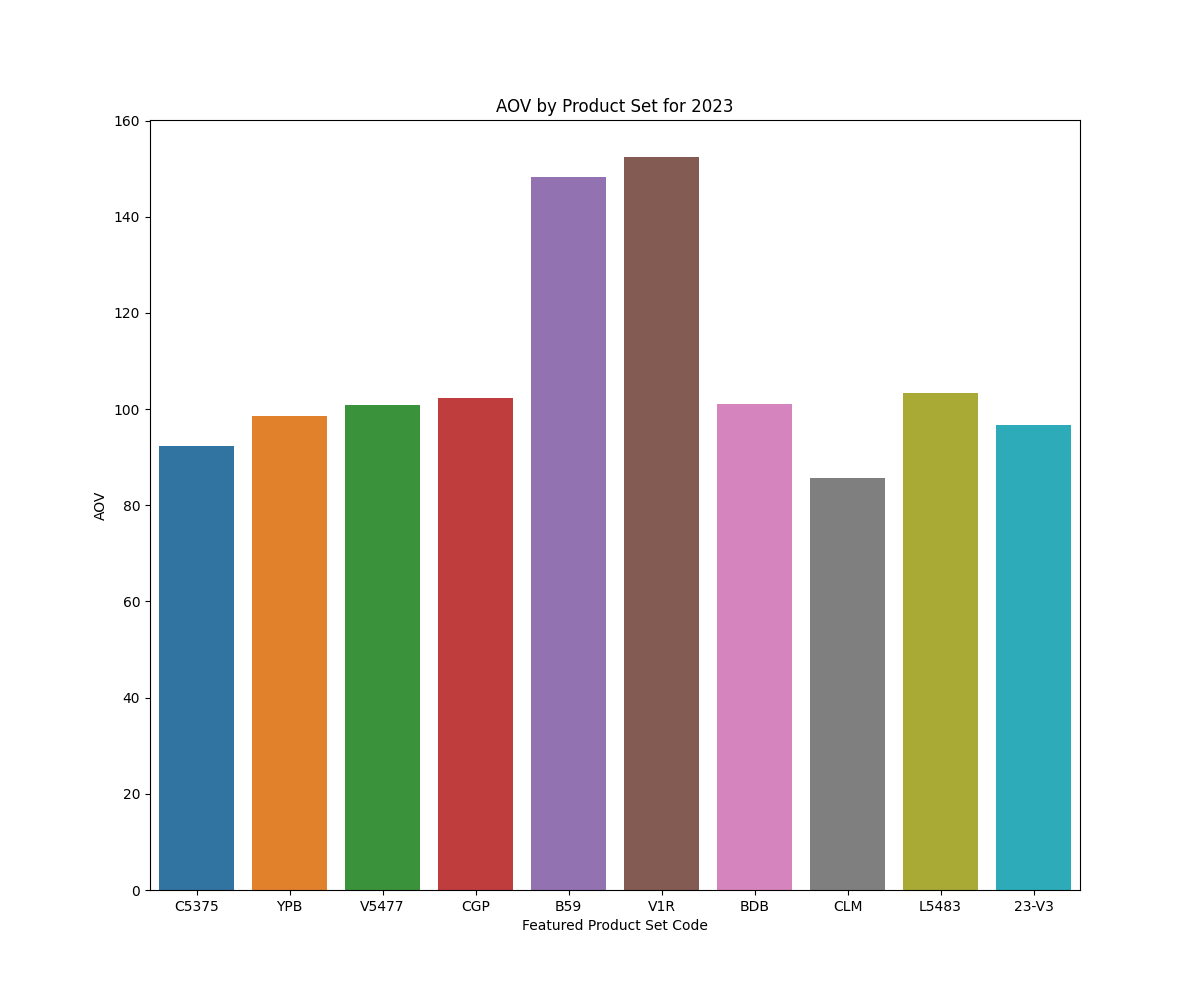 AOV by Product Set for 2023
160
140
120
100
80
60
40
20
0
AOV
C5375 YPB V5477 CGP B59 V1R BDB CLM L5483 23-V3
Featured Product Set Code